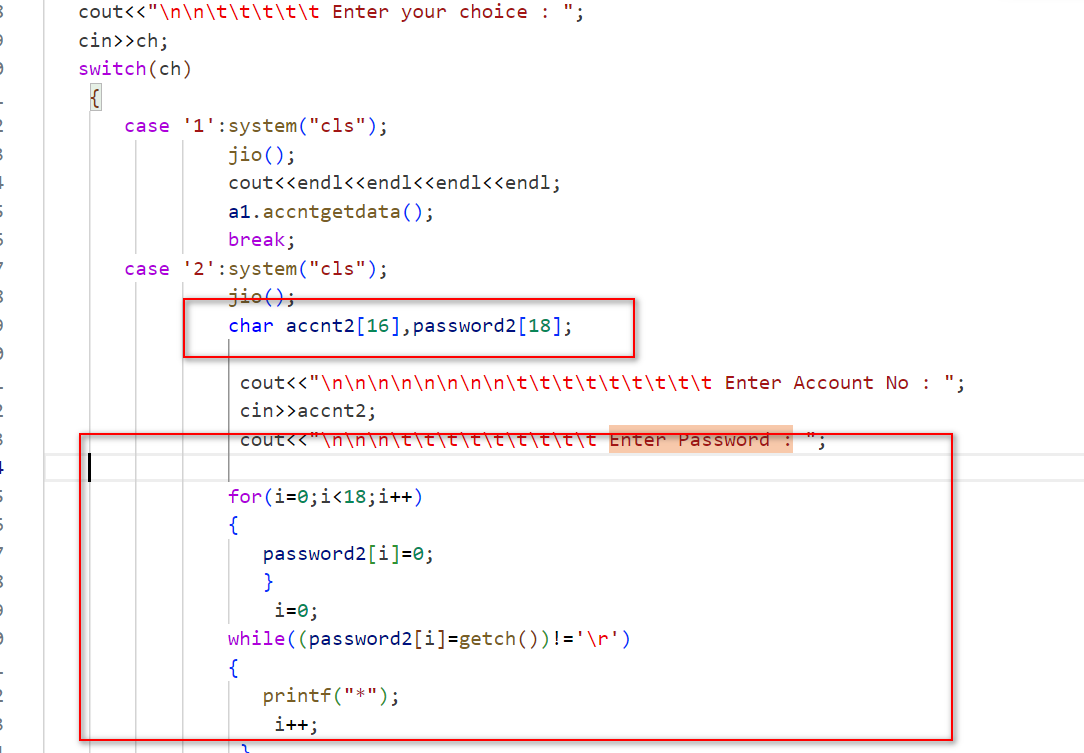 cout<<"\n\n\t\t\t\t\t Enter your choice : ";
cin>>ch;
switch(ch)
{
case '1':system("cls");
jio();
cout<<endl<<endl<<endl<<endl;
a1.accntgetdata();
break;
case '2':system("cls");
jio();
char accnt2[16],password2[18];
cout<<"\n\n\n\n\n\n\n\n\t\t\t\t\t\t\t\t\t Enter Account No : ";
cin>>accnt2;
cout<<"\n\n\n\t\t\t\t\t\t\t\t\t Enter Password : ";
for(i=0;i<18;i++)
{
password2[i]=0;
}
i=0;
while((password2[i]=getch())!='\r')
{
printf("*");
i++;
}